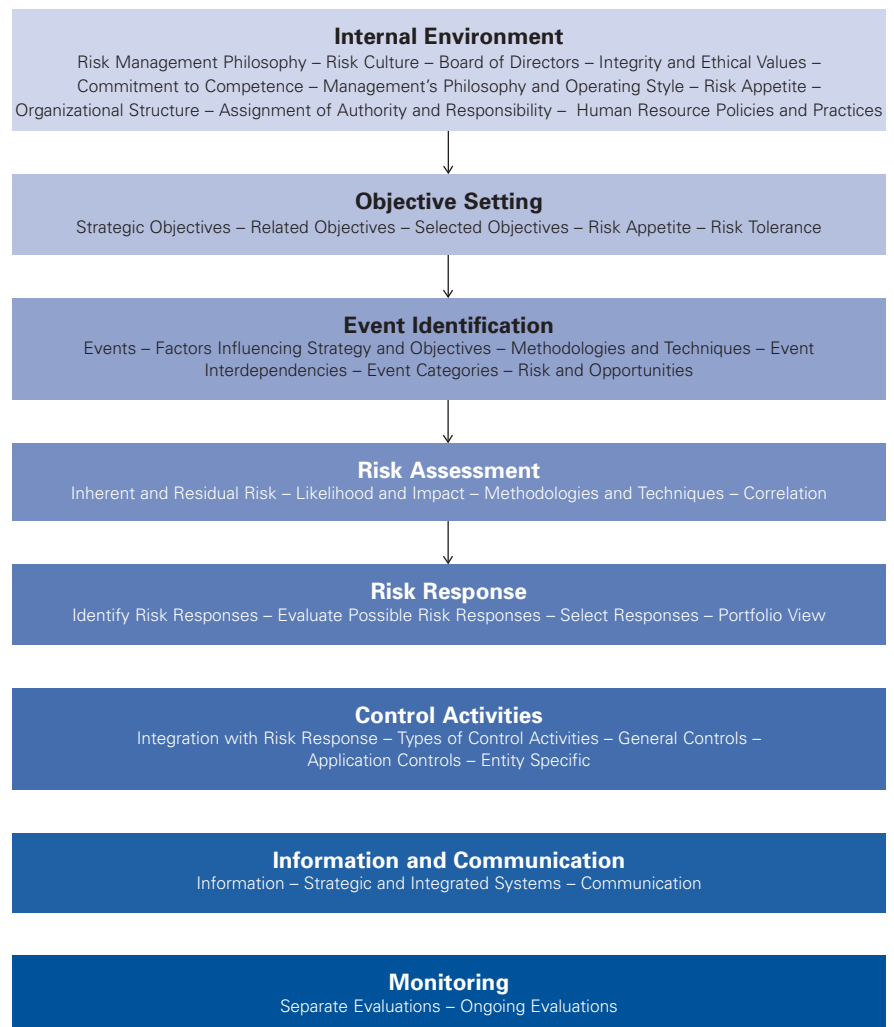 Internal Environment
Risk Management Philosophy – Risk Culture – Board of Directors – Integrity and Ethical Values –
Commitment to Competence – Management's Philosophy and Operating Style – Risk Appetite –
Organizational Structure – Assignment of Authority and Responsibility – Human Resource Policies and Practices
Objective Setting
Strategic Objectives – Related Objectives – Selected Objectives – Risk Appetite – Risk Tolerance
Event Identification
Events – Factors Influencing Strategy and Objectives – Methodologies and Techniques – Event
Interdependencies – Event Categories – Risk and Opportunities
Risk Assessment
Inherent and Residual Risk – Likelihood and Impact – Methodologies and Techniques – Correlation
Risk Response
Identify Risk Responses – Evaluate Possible Risk Responses – Select Responses – Portfolio View
Control Activities
Integration with Risk Response – Types of Control Activities – General Controls –
Application Controls – Entity Specific
Information and Communication
Information – Strategic and Integrated Systems – Communication
Monitoring
Separate Evaluations – Ongoing Evaluations